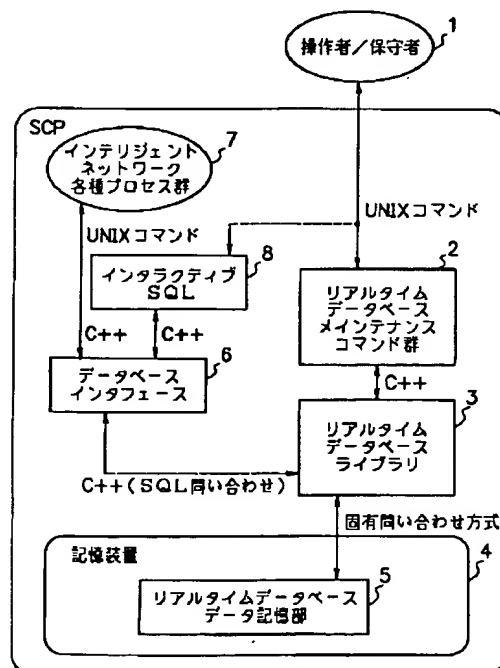 1
操作者／保守者
SCP
7
インテリジェント
ネットワーク
各種プロセス群
UNIXコマンド
UNIXコマンド
8
インタラクティブ
SQL
2
リアルタイム
データベース
メインテナンス
コマンド群
C++
C++
6
データベース
インタフェース
C++
3
リアルタイム
データベース
ライブラリ
C++(SQL問い合わせ)
固有問い合わせ方式
4
記憶装置
5
リアルタイムデータベース
データ記憶部